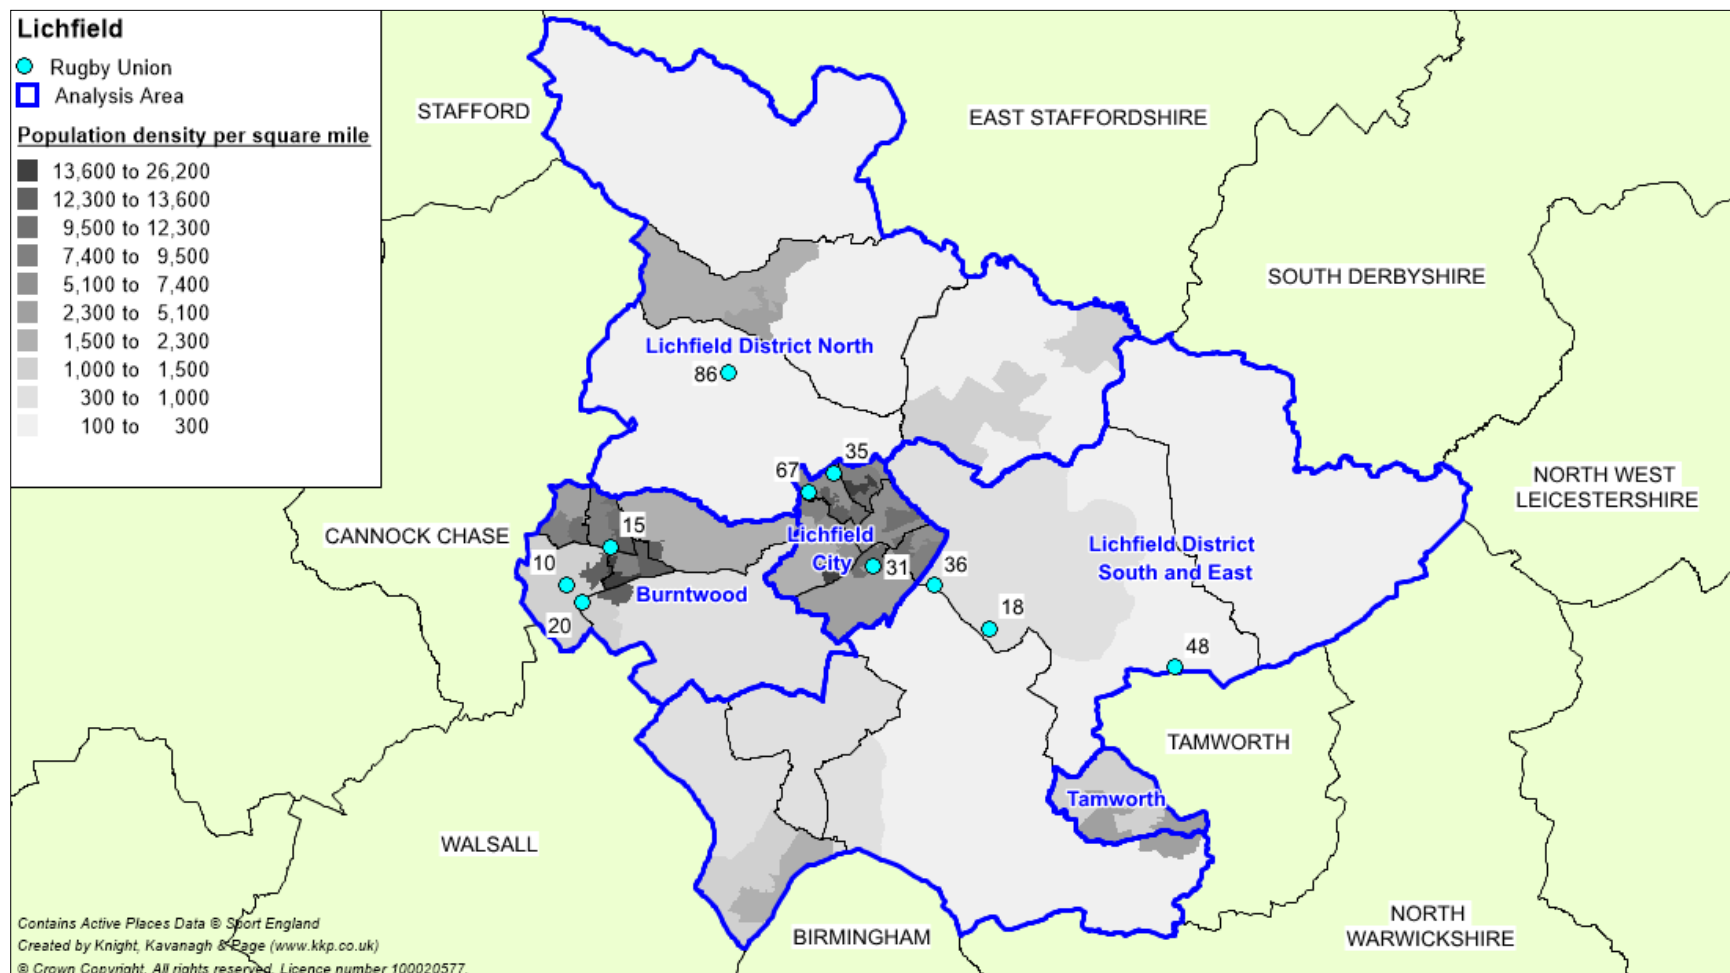 Lichfield
Rugby Union
Analysis Area
Population density per square mile
13,600 to 26,200
12,300 to 13,600
9,500 to 12,300
7,400 to 9,500
5,100 to 7,400
2,300 to 5,100
1,500 to 2,300
1,000 to 1,500
300 to 1,000
100 to 300
STAFFORD
EAST STAFFORDSHIRE
SOUTH DERBYSHIRE
Lichfield District North
86
35
67
NORTH WEST
LEICESTERSHIRE
CANNOCK CHASE
15
Lichfield
City
Lichfield District
South and East
10
31
36
Burntwood
18
20
48
TAMWORTH
Tamworth
WALSALL
BIRMINGHAM
NORTH
WARWICKSHIRE
Contains Active Places Data © Sport England
Created by Knight, Kavanagh & Page (www.kkp.co.uk)
© Crown Copyright. All rights reserved. Licence number 100020577.